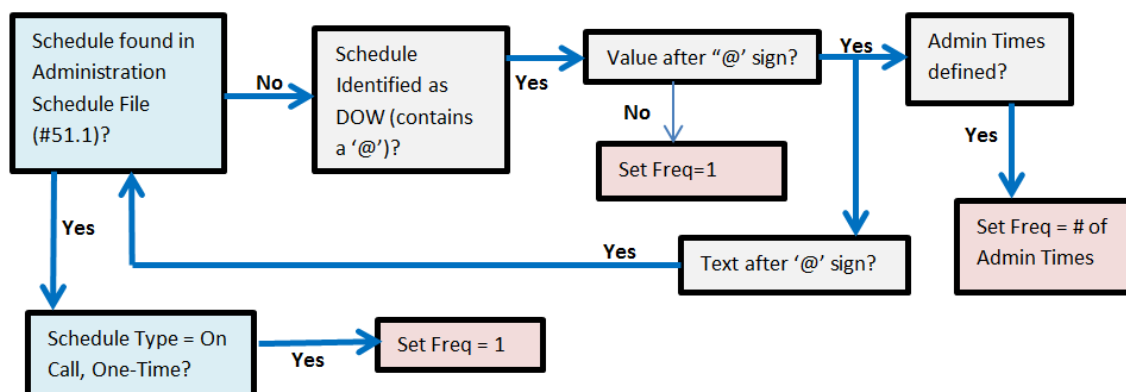 Schedule found in
Administration
Schedule File
(#51.1)?
No
Schedule
Identified as
DOW (contains
a ‘@’)?
Yes
Value after “@’ sign?
Yes
Admin Times
defined?
No
Set Freq=1
Yes
Set Freq = # of
Admin Times
Yes
Yes
Text after ‘@’ sign?
Schedule Type = On
Call, One-Time?
Yes
Set Freq = 1